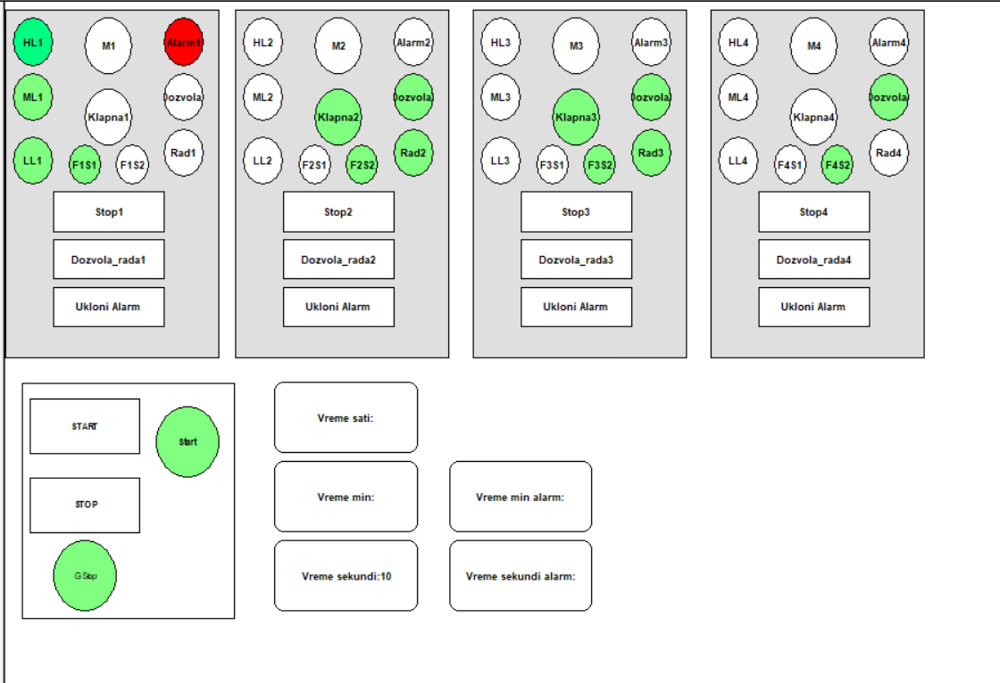 HL1
M1
Alarm1
ML1
Klapna1
Dozvola
LL1
F1S1
F1S2
Rad1
Stop1
Dozvola_rada1
Ukloni Alarm
HL2
M2
Alarm2
ML2
Klapna2
Dozvola
LL2
F2S1
F2S2
Rad2
Stop2
Dozvola_rada2
Ukloni Alarm
HL3
M3
Alarm3
ML3
Klapna3
Dozvola
LL3
F3S1
F3S2
Rad3
Stop3
Dozvola_rada3
Ukloni Alarm
HL4
M4
Alarm4
ML4
Klapna4
Dozvola
LL4
F4S1
F4S2
Rad4
Stop4
Dozvola_rada4
Ukloni Alarm
START
Start
STOP
G Stop
Vreme sati:
Vreme min:
Vreme min alarm:
Vreme sekundi:10
Vreme sekundi alarm: